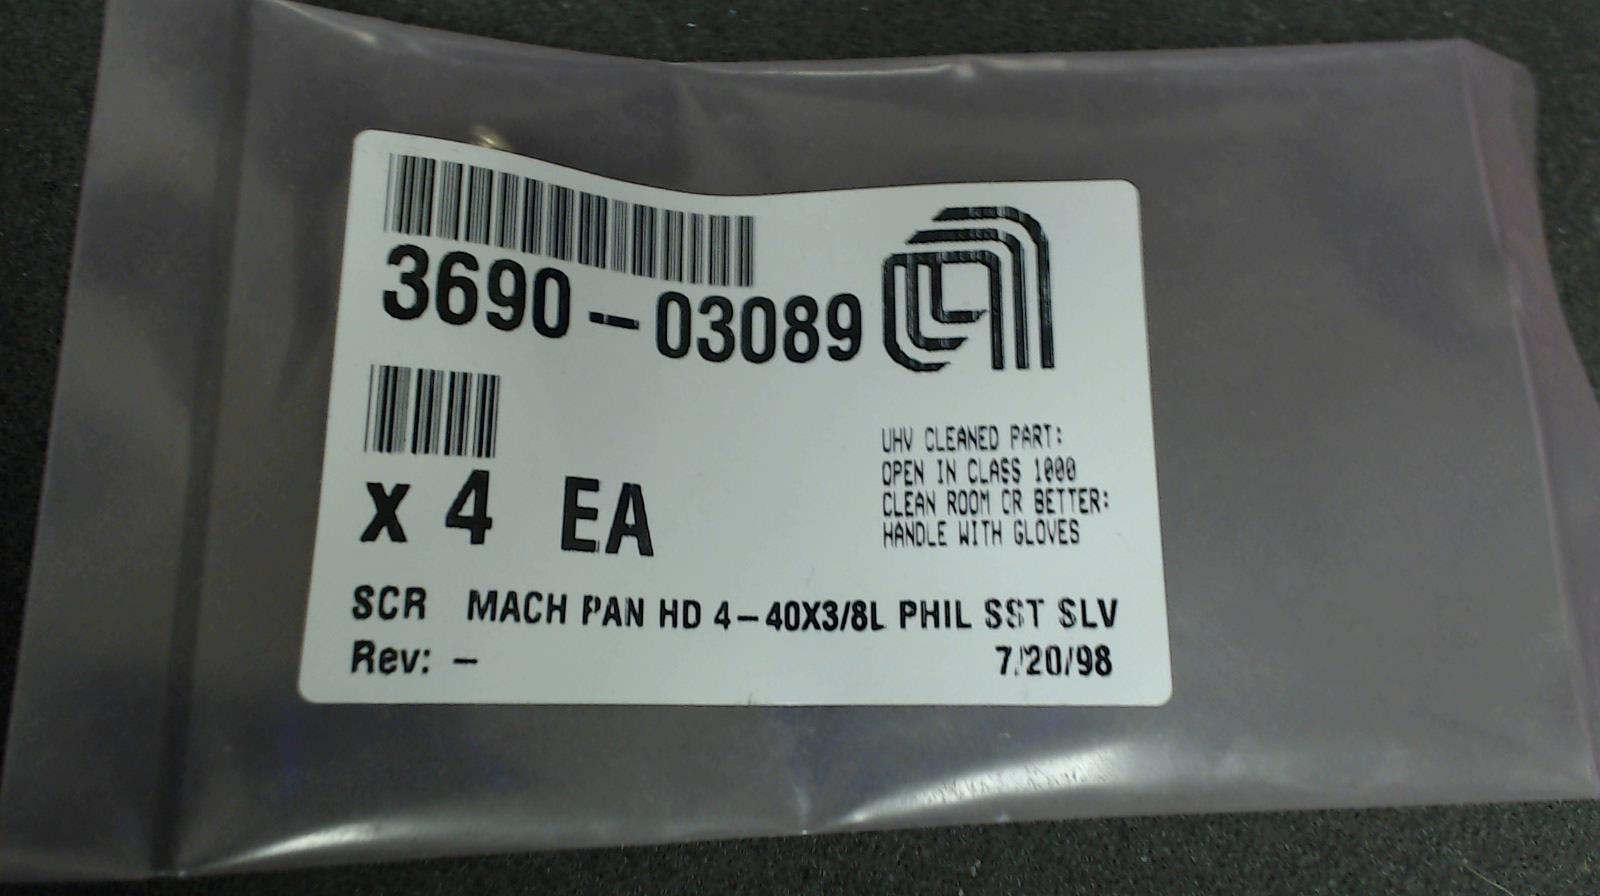 3690-03089
x 4 EA
UHV CLEANED PART:
OPEN IN CLASS 1000
CLEAN ROOM OR BETTER:
HANDLE WITH GLOVES
SCR MACH PAN HD 4-40X3/8L PHIL SST SLV
Rev: -
7/20/98